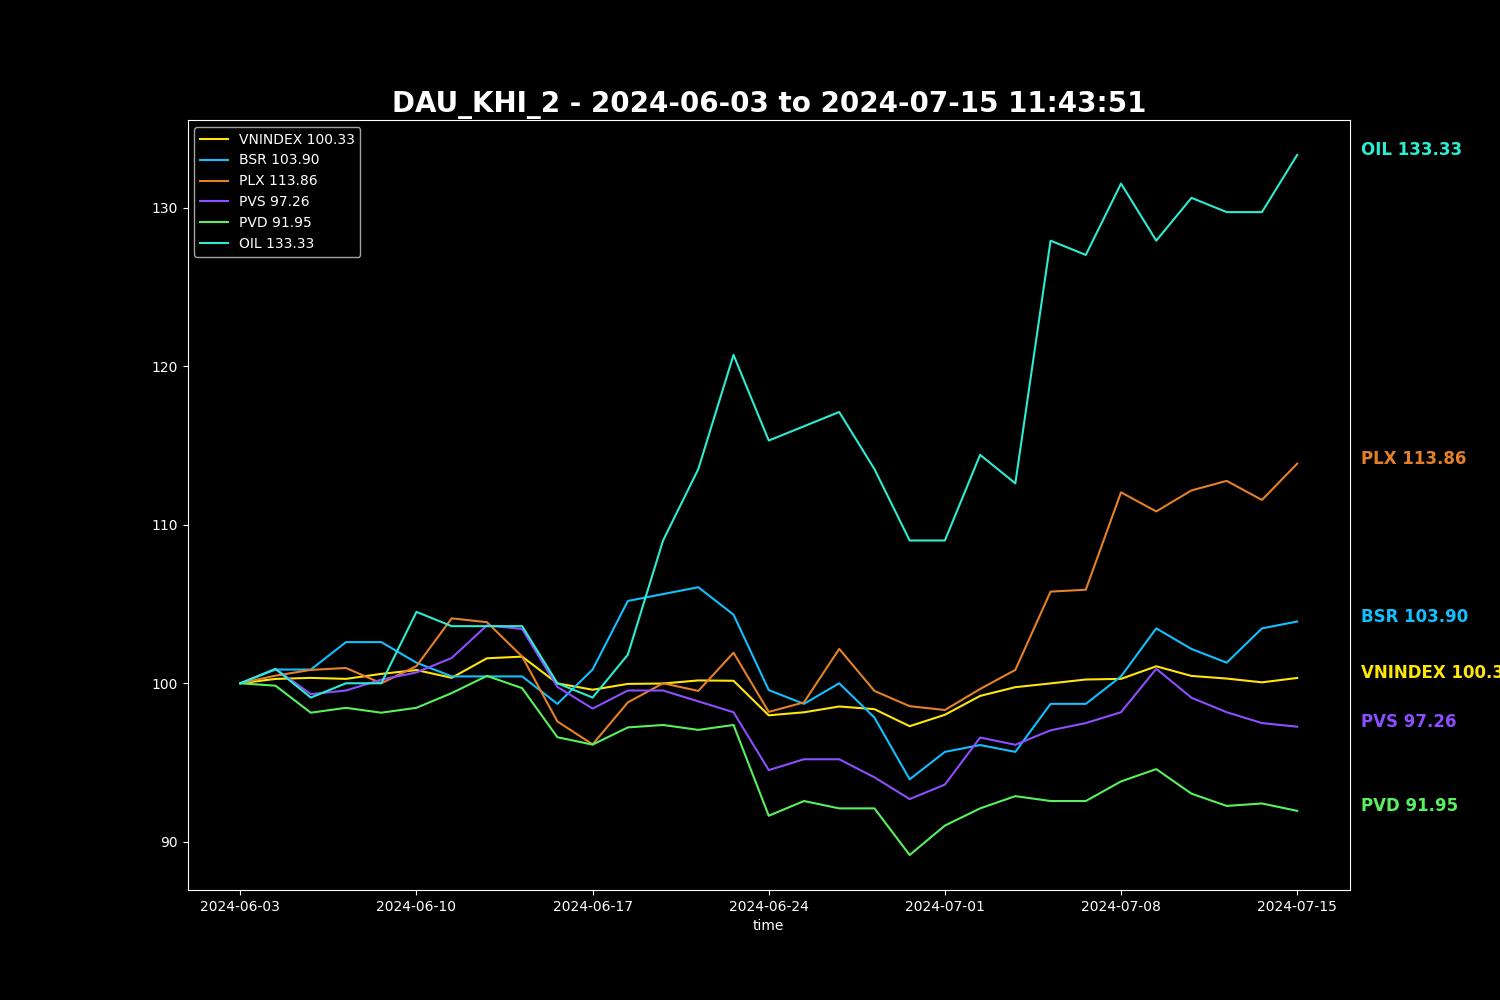 DAU_KHI_2 - 2024-06-03 to 2024-07-15 11:43:51
VNINDEX 100.33
BSR 103.90
PLX 113.86
PVS 97.26
PVD 91.95
OIL 133.33
130
120
110
100
90
OIL 133.33
PLX 113.86
BSR 103.90
VNINDEX 100.3
PVS 97.26
PVD 91.95
2024-06-03 2024-06-10 2024-06-17 2024-06-24 2024-07-01 2024-07-08 2024-07-15
time